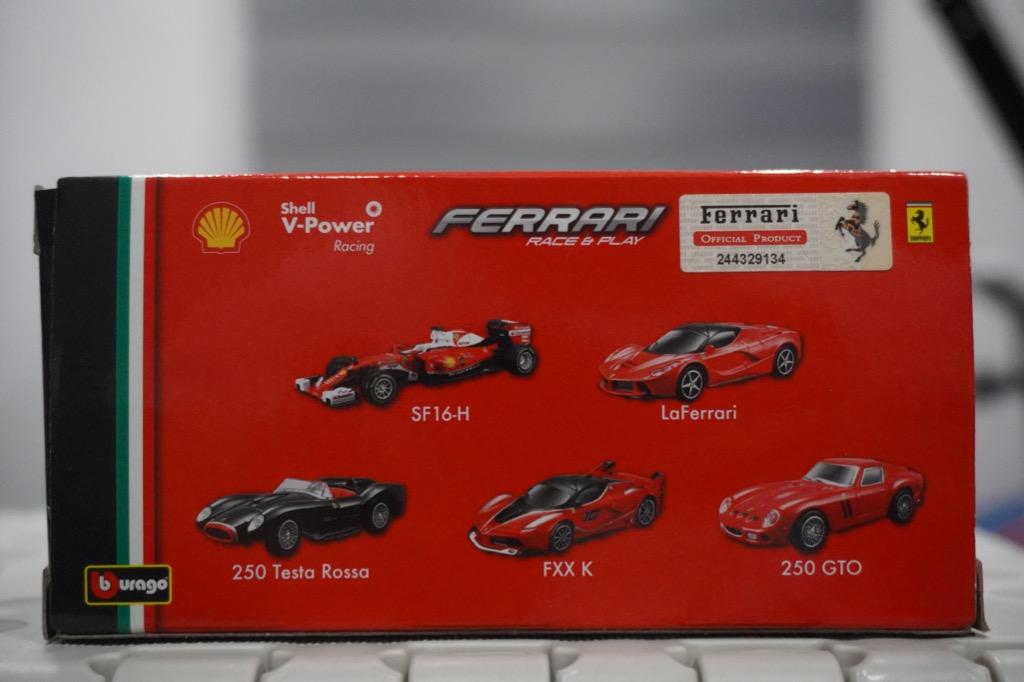 Shell
V-Power
Racing
FERRARI
RACE & PLAY
Ferrari
OFFICIAL PRODUCT
244329134
Ferrari
SF16-H
LaFerrari
250 Testa Rossa
FXX K
250 GTO
burago